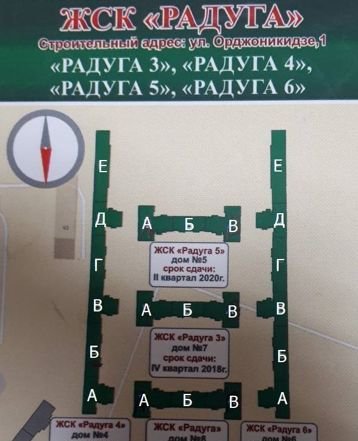 ЖСК «РАДУГА»
Строительный адрес: ул. Орджоникидзе,1
«РАДУГА 3», «РАДУГА 4»,
«РАДУГА 5», «РАДУГА 6»
Е
Д
Г
В
Б
А
А Б В
ЖСК «Радуга 5»
дом №5
срок сдачи:
II квартал 2020г.
А Б В
ЖСК «Радуга 3»
дом №7
срок сдачи:
IV квартал 2018г.
А Б В
Е
Д
Г
В
Б
А
ЖСК «Радуга 4»
дом №4
ЖСК «Радуга»
ЖСК «Радуга 6»